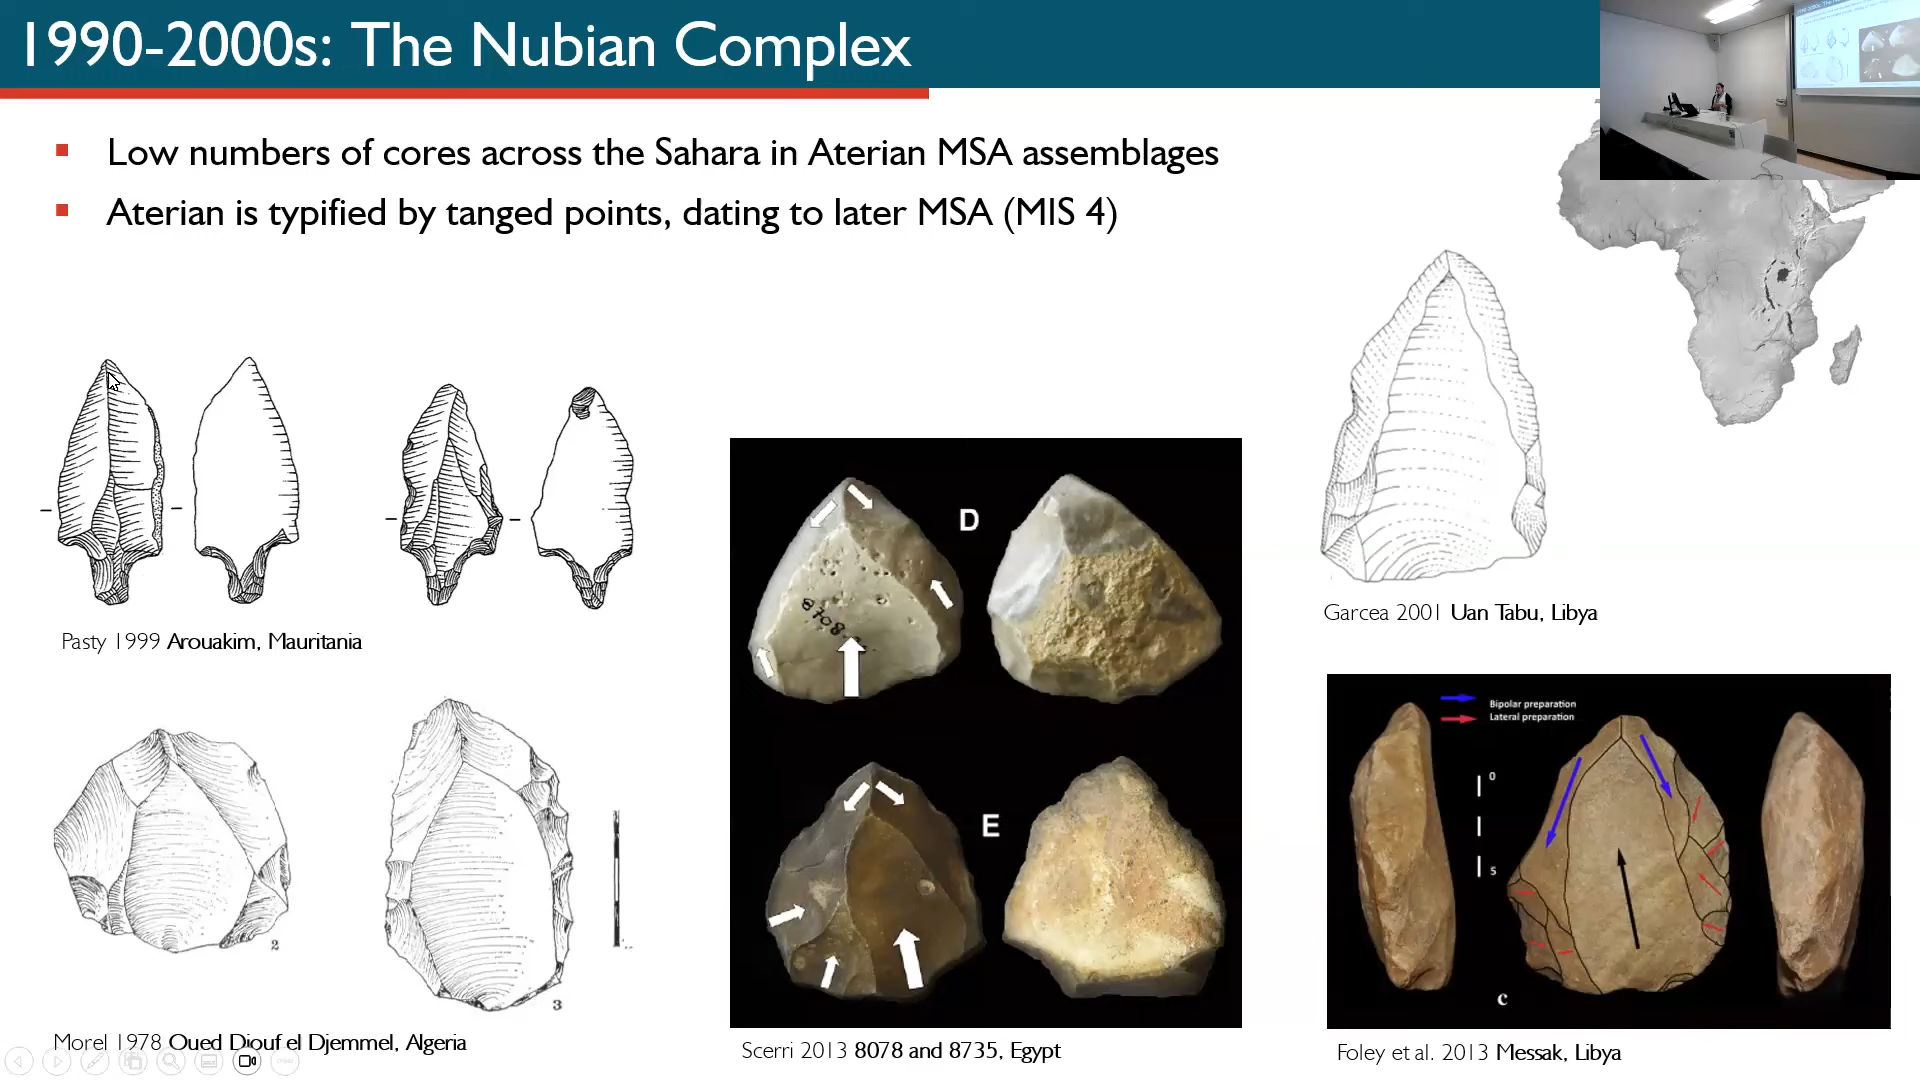 1990-2000s: The Nubian Complex
Low numbers of cores across the Sahara in Aterian MSA assemblages
Aterian is typified by tanged points, dating to later MSA (MIS 4)
Pasty 1999 Arouakim, Mauritania
2
3
Morel 1978 Oued Diouf el Djemmel, Algeria
D
E
Scerri 2013 8078 and 8735, Egypt
Garcea 2001 Uan Tabu, Libya
Bipolar preparation
Lateral preparation
0
5
c
Foley et al. 2013 Messak, Libya